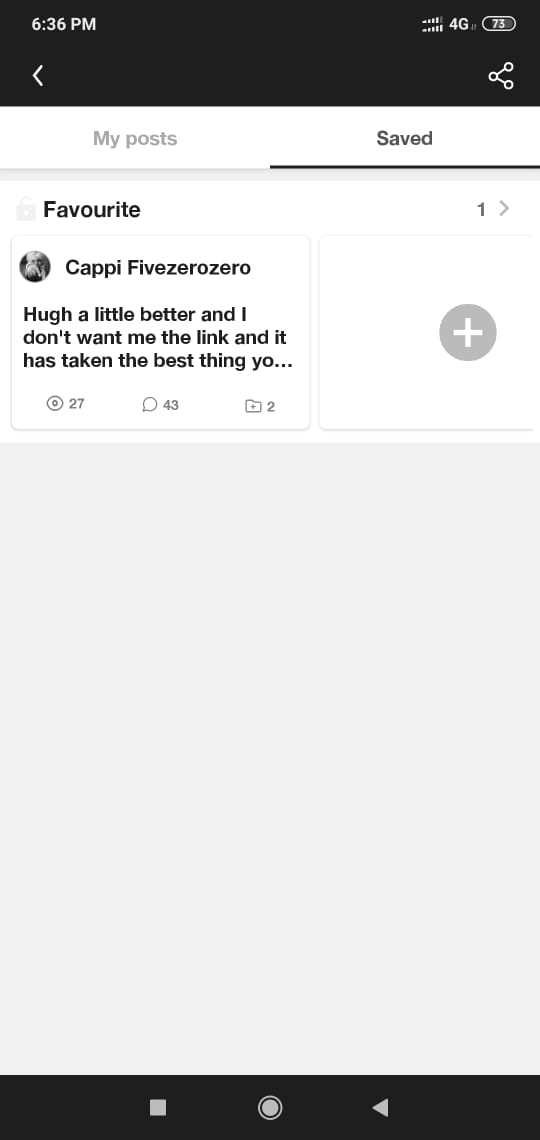 6:36 PM
4G 73
My posts Saved
Favourite 1
Cappi Fivezerozero
Hugh a little better and I
don't want me the link and it
has taken the best thing yo...
27 43 2